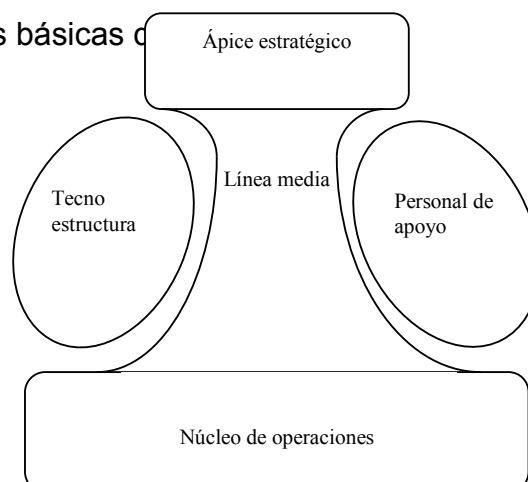 s básicas
Ápice estratégico
Línea media
Tecno
estructura
Personal de
apoyo
Núcleo de operaciones